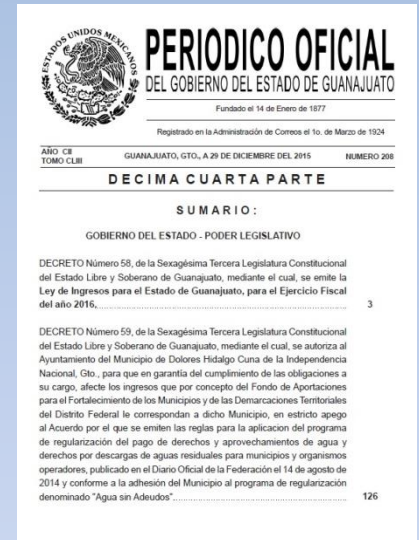 ESTADOS UNIDOS MEXICANOS
PERIODICO OFICIAL
DEL GOBIERNO DEL ESTADO DE GUANAJUATO
Fundado el 14 de Enero de 1877
Registrado en la Administración de Correos el 1o. de Marzo de 1924
AÑO CII
TOMO CLIII
GUANAJUATO, GTO., A 29 DE DICIEMBRE DEL 2015
NUMERO 208
DECIMA CUARTA PARTE
SUMARIO:
GOBIERNO DEL ESTADO - PODER LEGISLATIVO
DECRETO Número 58, de la Sexagésima Tercera Legislatura Constitucional
del Estado Libre y Soberano de Guanajuato, mediante el cual, se emite la
Ley de Ingresos para el Estado de Guanajuato, para el Ejercicio Fiscal
del año 2016,........................................................................ 3
DECRETO Número 59, de la Sexagésima Tercera Legislatura Constitucional
del Estado Libre y Soberano de Guanajuato, mediante el cual, se autoriza al
Ayuntamiento del Municipio de Dolores Hidalgo Cuna de la Independencia
Nacional, Gto., para que en garantía del cumplimiento de las obligaciones a
su cargo, afecte los ingresos que por concepto del Fondo de Aportaciones
para el Fortalecimiento de los Municipios y de las Demarcaciones Territoriales
del Distrito Federal le correspondan a dicho Municipio, en estricto apego
al Acuerdo por el que se emiten las reglas para la aplicacion del programa
de regularización del pago de derechos y aprovechamientos de agua y
derechos por descargas de aguas residuales para municipios y organismos
operadores, publicado en el Diario Oficial de la Federación el 14 de agosto de
2014 y conforme a la adhesión del Municipio al programa de regularización
denominado "Agua sin Adeudos"................................................ 126